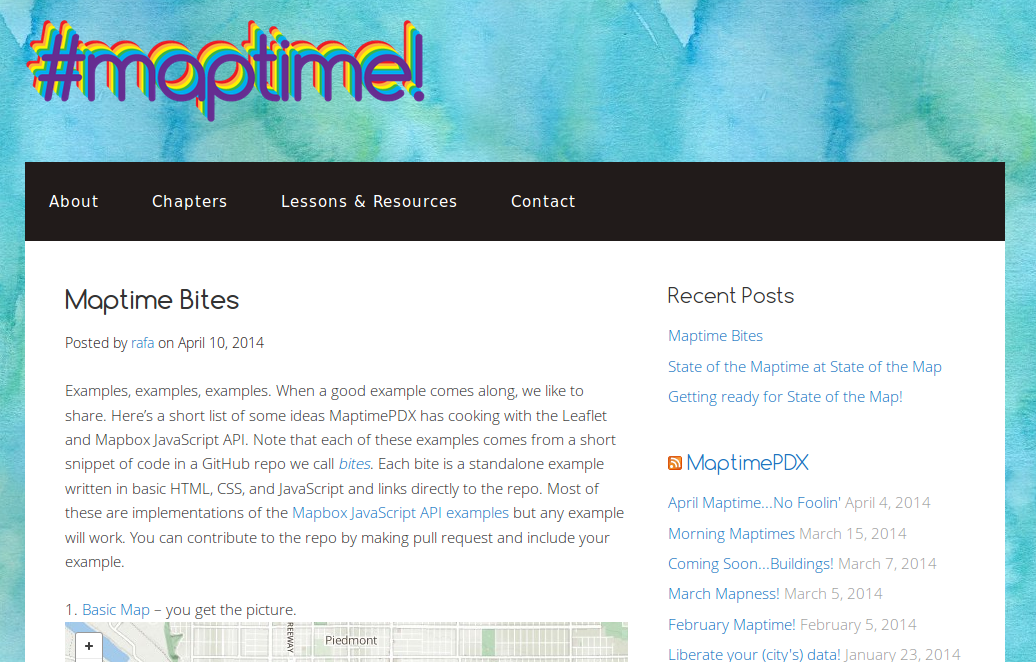 #maptime!
About Chapters Lessons & Resources Contact
Maptime Bites
Posted by rafa on April 10, 2014
Examples, examples, examples. When a good example comes along, we like to
share. Here’s a short list of some ideas MaptimePDX has cooking with the Leaflet
and Mapbox JavaScript API. Note that each of these examples comes from a short
snippet of code in a GitHub repo we call bites. Each bite is a standalone example
written in basic HTML, CSS, and JavaScript and links directly to the repo. Most of
these are implementations of the Mapbox JavaScript API examples but any example
will work. You can contribute to the repo by making pull request and include your
example.
1. Basic Map – you get the picture.
+
REEWAY
Piedmont
Recent Posts
Maptime Bites
State of the Maptime at State of the Map
Getting ready for State of the Map!
MaptimePDX
April Maptime...No Foolin' April 4, 2014
Morning Maptimes March 15, 2014
Coming Soon...Buildings! March 7, 2014
March Mapness! March 5, 2014
February Maptime! February 5, 2014
Liberate your (city's) data! January 23, 2014